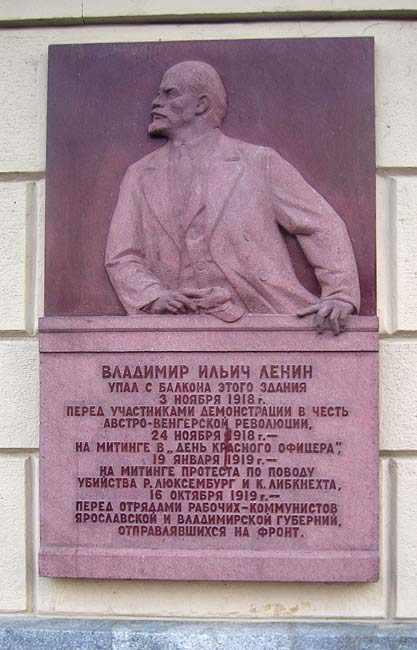 ВЛАДИМИР ИЛЬИЧ ЛЕНИН
УПАЛ С БАЛКОНА ЭТОГО ЗДАНИЯ
3 НОЯБРЯ 1918 Г.
ПЕРЕД УЧАСТНИКАМИ ДЕМОНСТРАЦИИ В ЧЕСТЬ
АВСТРО-ВЕНГЕРСКОЙ РЕВОЛЮЦИИ,
24 НОЯБРЯ 1918 Г.—
НА МИТИНГЕ В „ДЕНЬ КРАСНОГО ОФИЦЕРА",
19 ЯНВАРЯ 1919 Г.—
НА МИТИНГЕ ПРОТЕСТА ПО ПОВОДУ
УБИЙСТВА Р. ЛЮКСЕМБУРГ И К. ЛИБКНЕХТА,
16 ОКТЯБРЯ 1919 Г.—
ПЕРЕД ОТРЯДАМИ РАБОЧИХ-КОММУНИСТОВ
ЯРОСЛАВСКОЙ И ВЛАДИМИРСКОЙ ГУБЕРНИЙ,
ОТПРАВЛЯВШИХСЯ НА ФРОНТ.